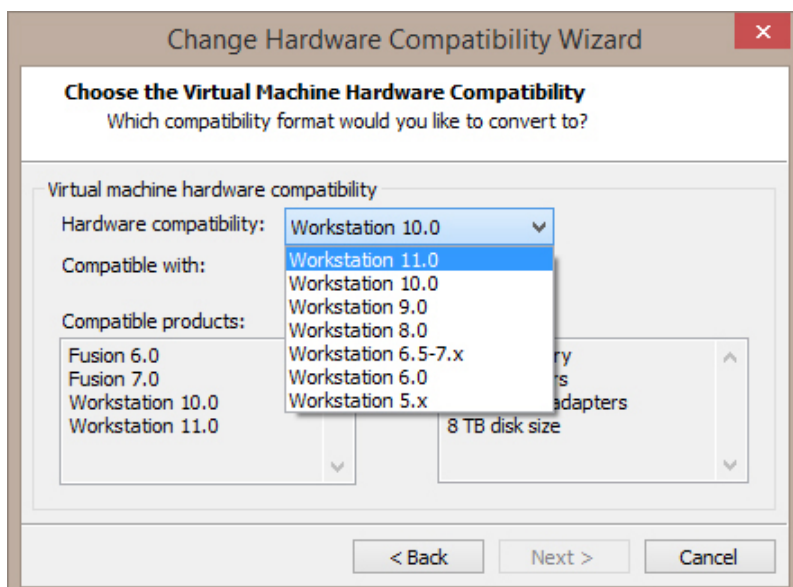 Change Hardware Compatibility Wizard
Choose the Virtual Machine Hardware Compatibility
Which compatibility format would you like to convert to?
Virtual machine hardware compatibility
Hardware compatibility:
Workstation 10.0
Workstation 11.0
Workstation 10.0
Workstation 9.0
Workstation 8.0
Workstation 6.5-7.x
Workstation 6.0
Workstation 5.x
Compatible with:
Compatible products:
Fusion 6.0
Fusion 7.0
Workstation 10.0
Workstation 11.0
adapters
8 TB disk size
< Back
Next >
Cancel